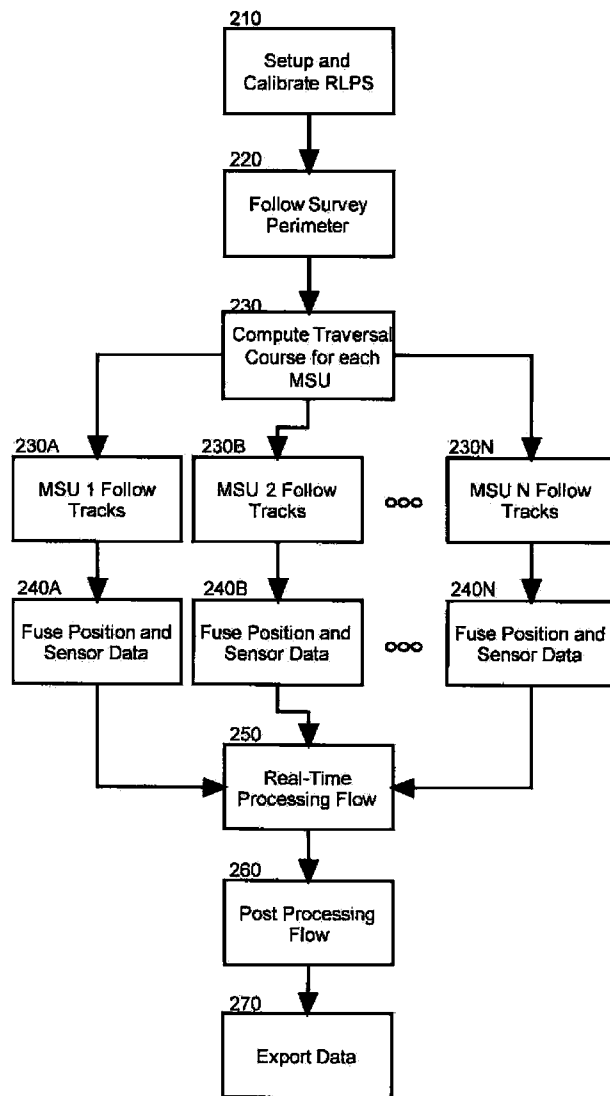 210
Setup and
Calibrate RLPS
220
Follow Survey
Perimeter
230
Compute Traversal
Course for each
MSU
230A
230B
230N
MSU 1 Follow
Tracks
MSU 2 Follow
Tracks
ooo
MSU N Follow
Tracks
240A
240B
240N
Fuse Position and
Sensor Data
Fuse Position and
Sensor Data
ooo
Fuse Position and
Sensor Data
250
Real-Time
Processing Flow
260
Post Processing
Flow
270
Export Data